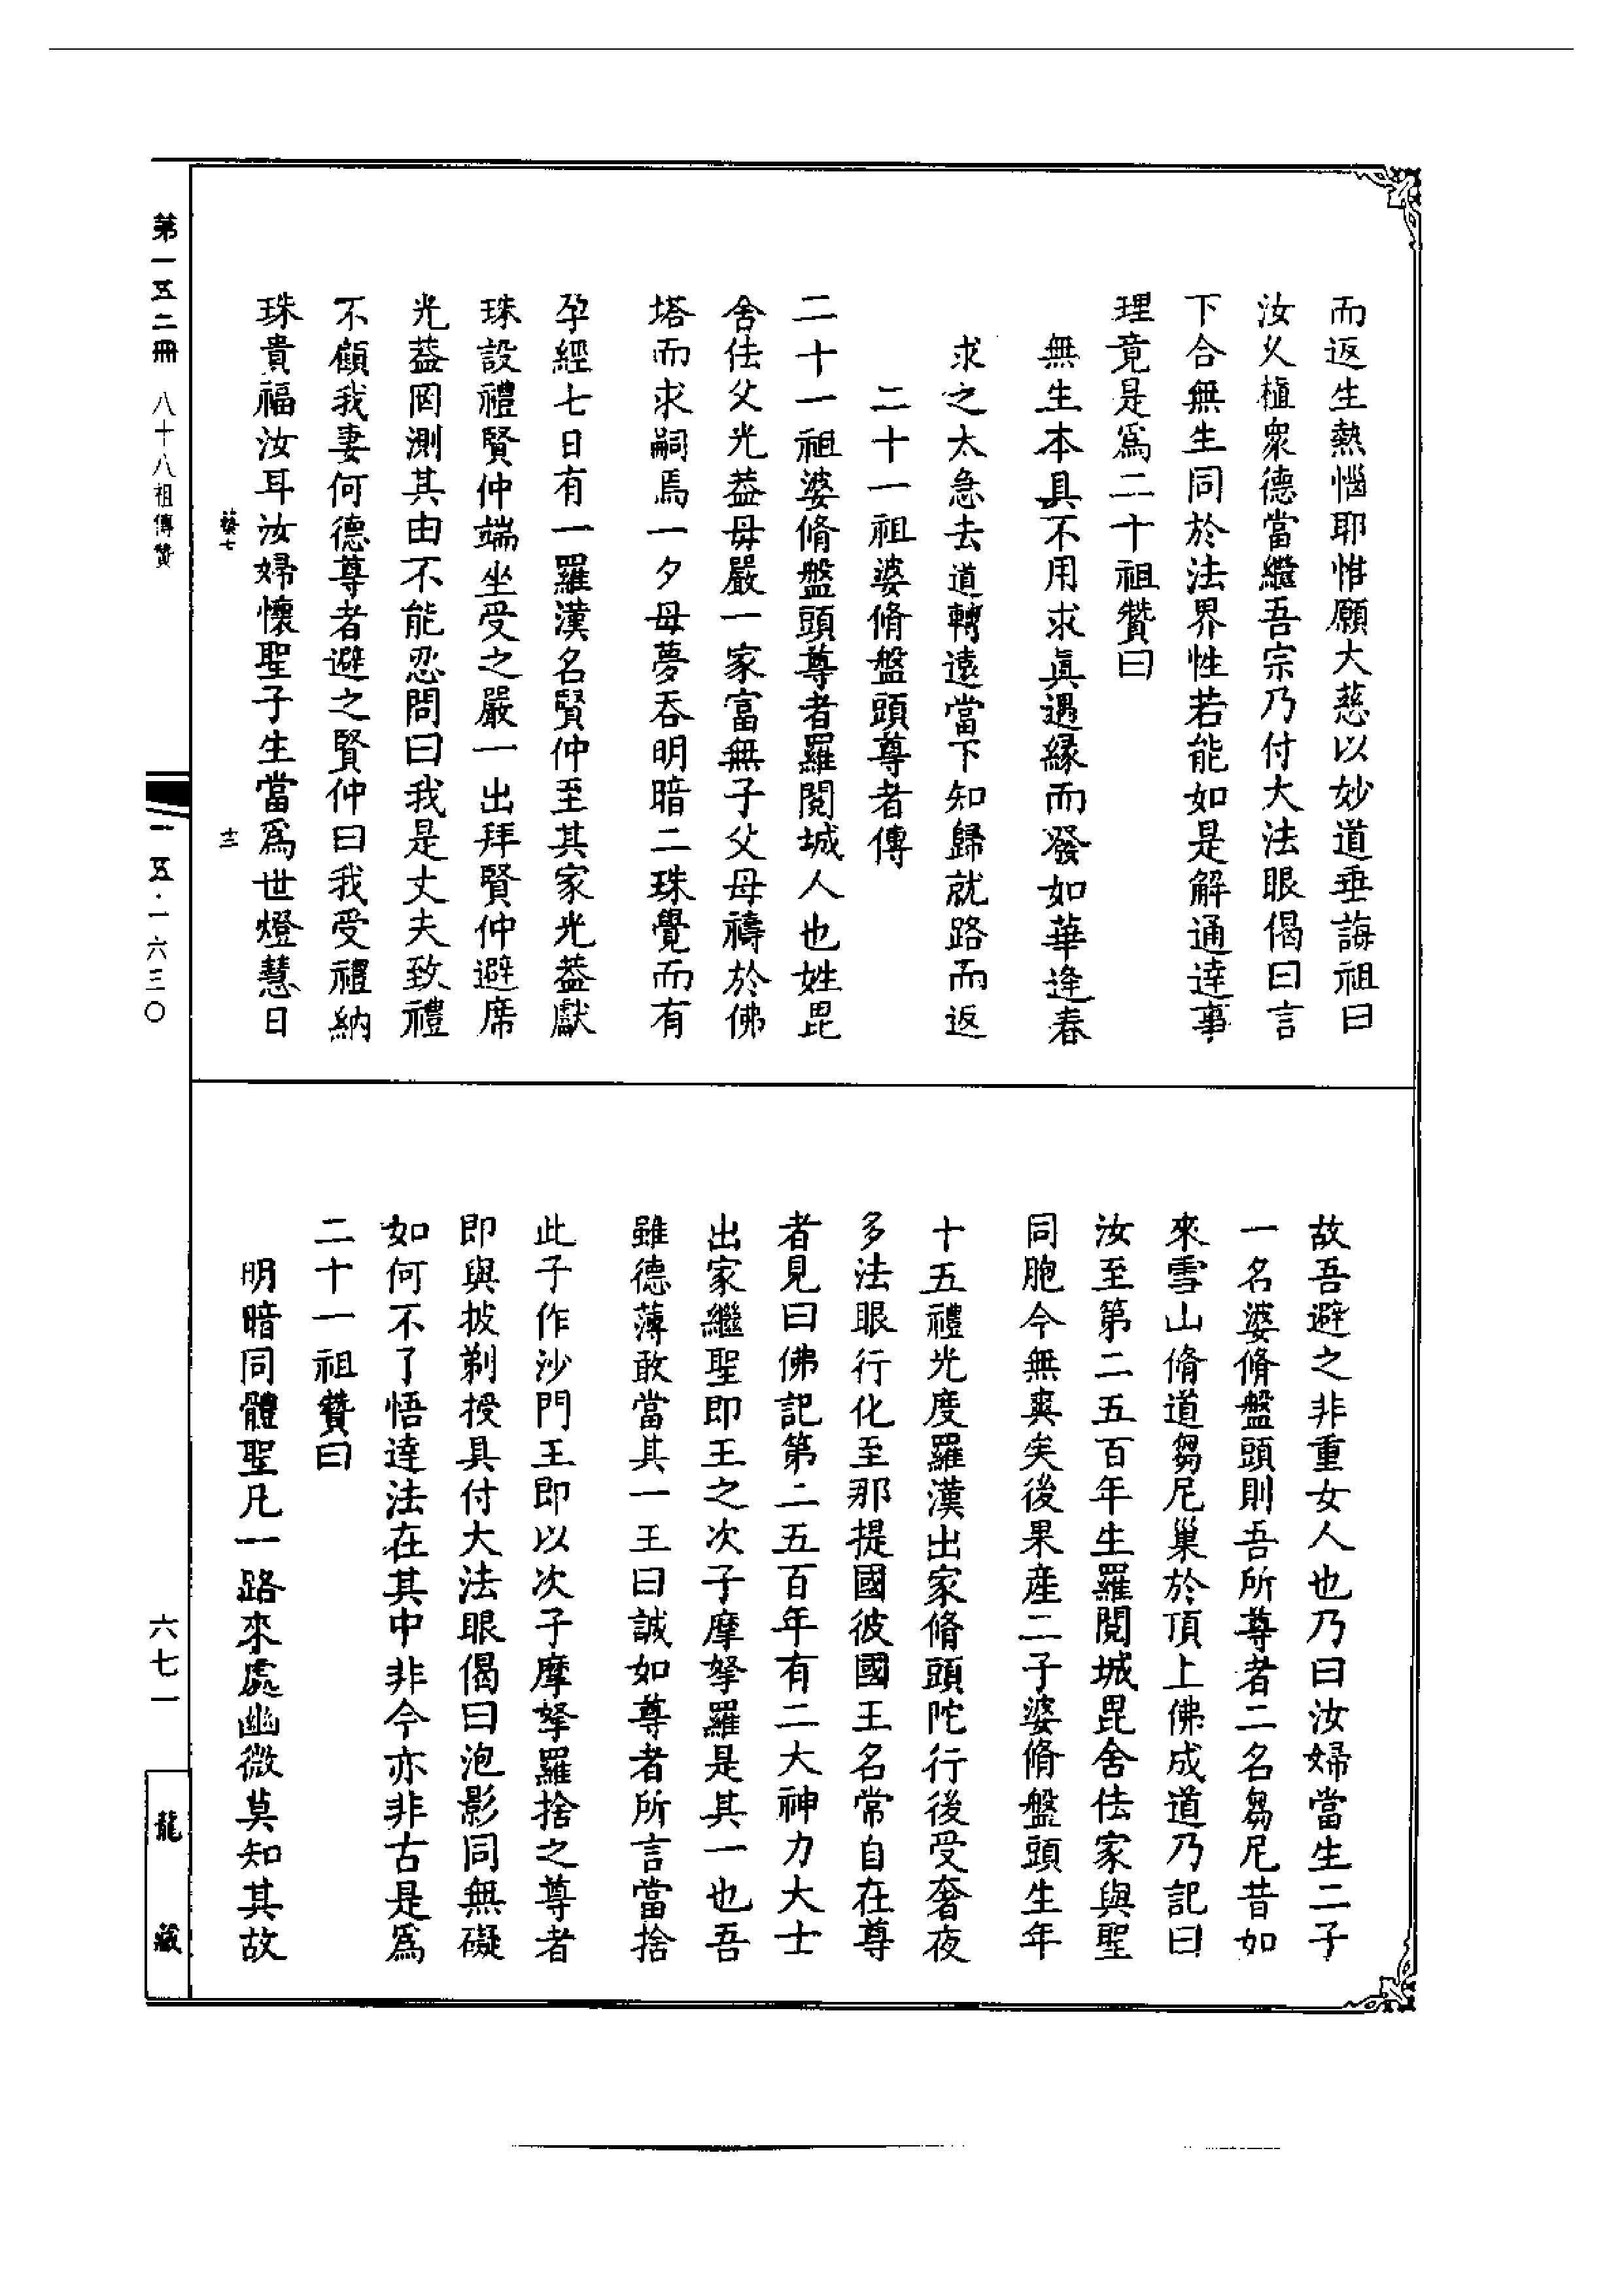 而返生熱惱耶惟願大慈以妙道垂誨祖曰
汝久植衆德當繼吾宗乃付大法眼偈曰言
下合無生同於法界性若能如是解通達事
理竟是爲二十祖贊曰
無生本具不用求眞遇緣而發如華逢春
求之太急去道轉遠當下知歸就路而返
二十一祖婆脩盤頭尊者傳
二十一祖婆脩盤頭尊者羅閱城人也姓毘
舍佉父光葢母嚴一家富無子父母禱於佛
塔而求嗣焉一夕母夢吞明暗二珠覺而有
孕經七日有一羅漢名賢仲至其家光葢獻
珠設禮賢仲端坐受之嚴一出拜賢仲避席
光葢罔測其由不能忍問曰我是丈夫致禮
不顧我妻何德尊者避之賢仲曰我受禮納
珠貴福汝耳汝婦懷聖子生當爲世燈慧日
故吾避之非重女人也乃曰汝婦當生二子
一名婆脩盤頭則吾所尊者二名芻尼昔如
來雪山脩道芻尼巢於頂上佛成道乃記曰
汝至第二五百年生羅閱城毘舍佉家與聖
同胞今無爽矣後果産二子婆脩盤頭生年
十五禮光度羅漢出家脩頭陀行後受奢夜
多法眼行化至那提國彼國王名常自在尊
者見曰佛記第二五百年有二大神力大士
出家繼聖即王之次子摩拏羅是其一也吾
雖德薄敢當其一王曰誠如尊者所言當捨
此子作沙門王即以次子摩拏羅捨之尊者
即與披剃授具付大法眼偈曰泡影同無礙
如何不了悟達法在其中非今亦非古是爲
二十一祖贊曰
明暗同體聖凡一路來處幽微莫知其故
藝七
十三
第一五二冊 八十八祖傳贊
一五·一六三〇
六七一
龍藏